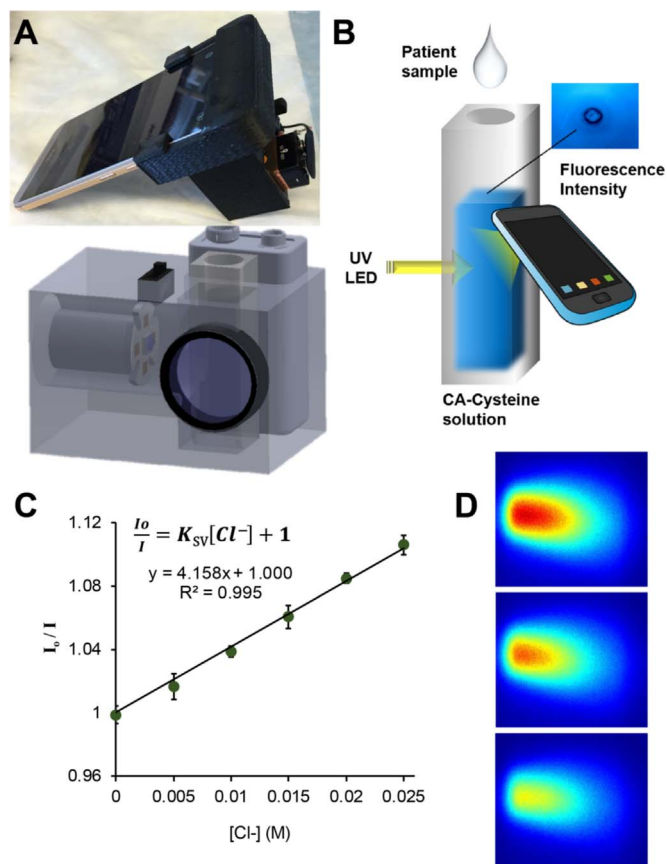 A
B
Patient
sample
Fluorescence
Intensity
UV
LED
CA-Cysteine
solution
C
D
Io/I = K_SV[Cl⁻] + 1
y = 4.158x + 1.000
R² = 0.995
I_o / I
1.12
1.08
1.04
1
0.96
0 0.005 0.01 0.015 0.02 0.025
[Cl-] (M)